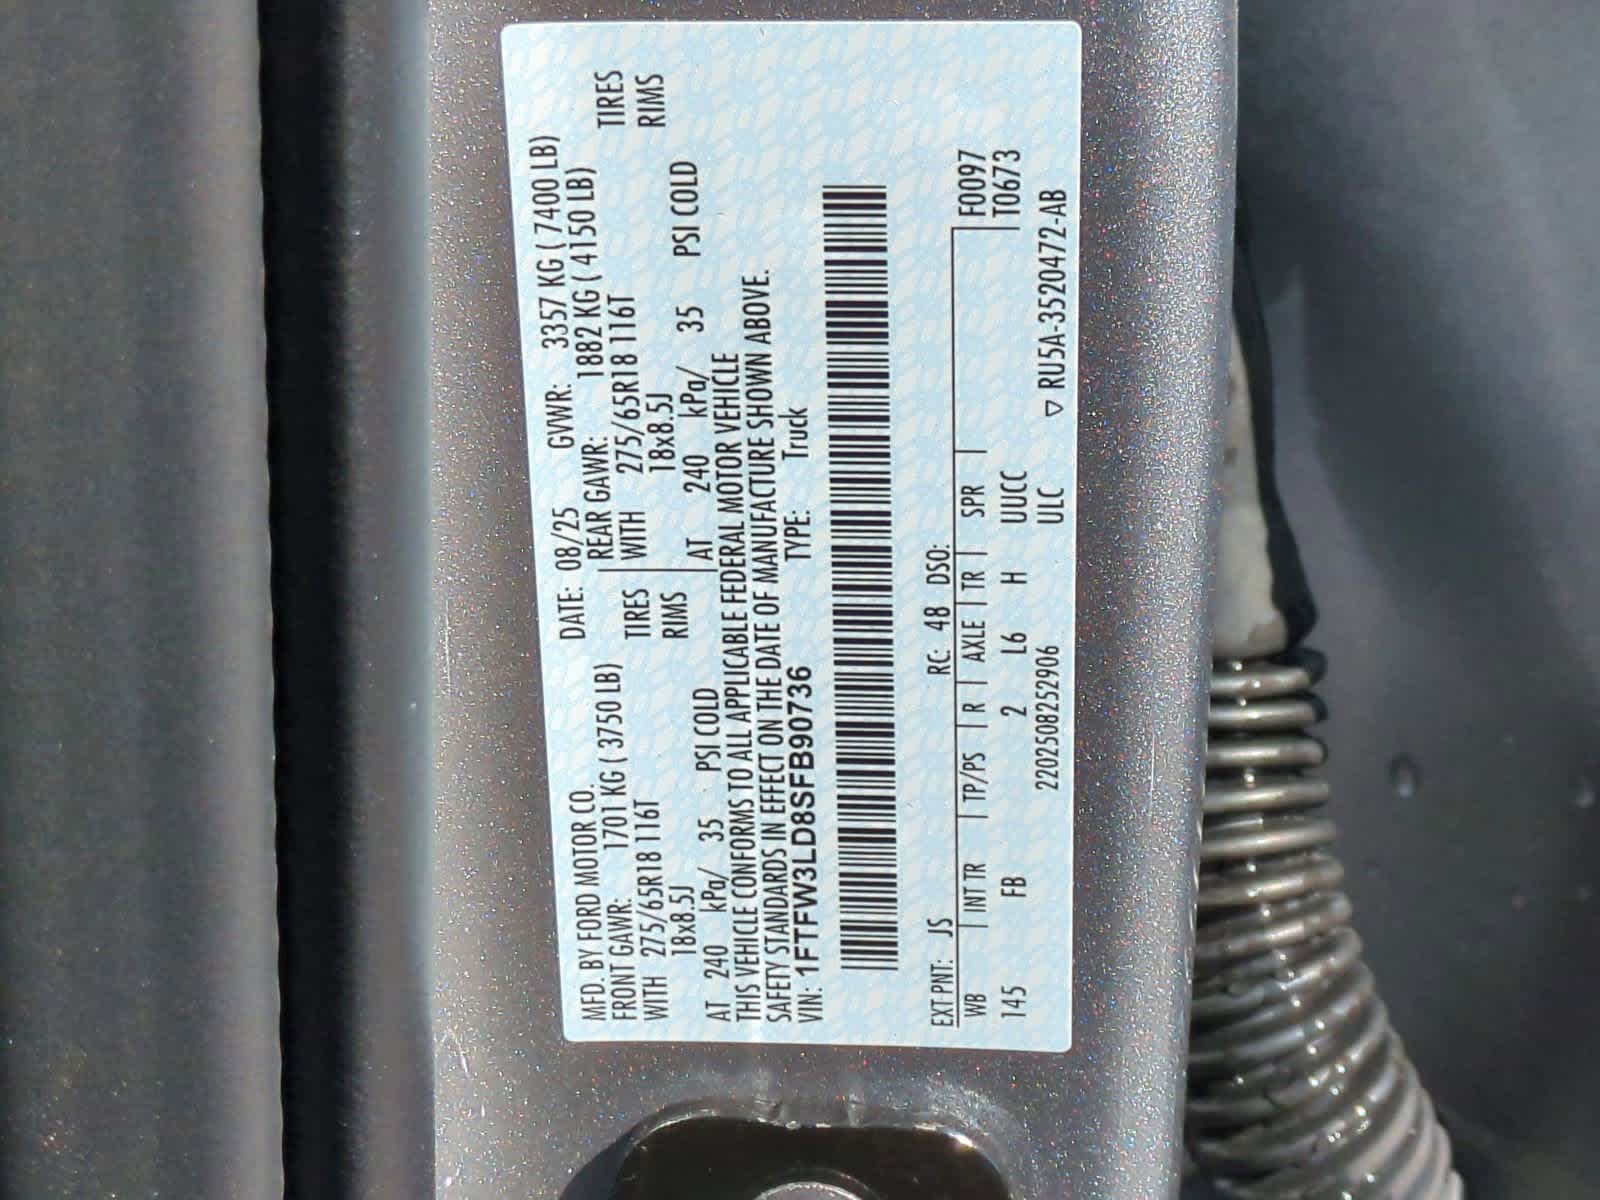 MFD. BY FORD MOTOR CO. DATE: 08/25 GVWR: 3357 KG ( 7400 LB)
FRONT GAWR: 1701 KG ( 3750 LB) REAR GAWR: 1882 KG ( 4150 LB)
WITH 275/65R18 116T TIRES WITH 275/65R18 116T TIRES
18x8.5J RIMS 18x8.5J RIMS
AT 240 kPa/ 35 PSI COLD AT 240 kPa/ 35 PSI COLD
THIS VEHICLE CONFORMS TO ALL APPLICABLE FEDERAL MOTOR VEHICLE
SAFETY STANDARDS IN EFFECT ON THE DATE OF MANUFACTURE SHOWN ABOVE.
VIN: 1FTFW3LD8SFB90736 TYPE: Truck
EXT PNT: JS RC: 48 DSO: F0097
WB | INT TR | TP/PS | R | AXLE | TR | SPR | T0673
145 FB 2 L6 H UUCC
2202508252906 ULC ▽ RU5A-3520472-AB